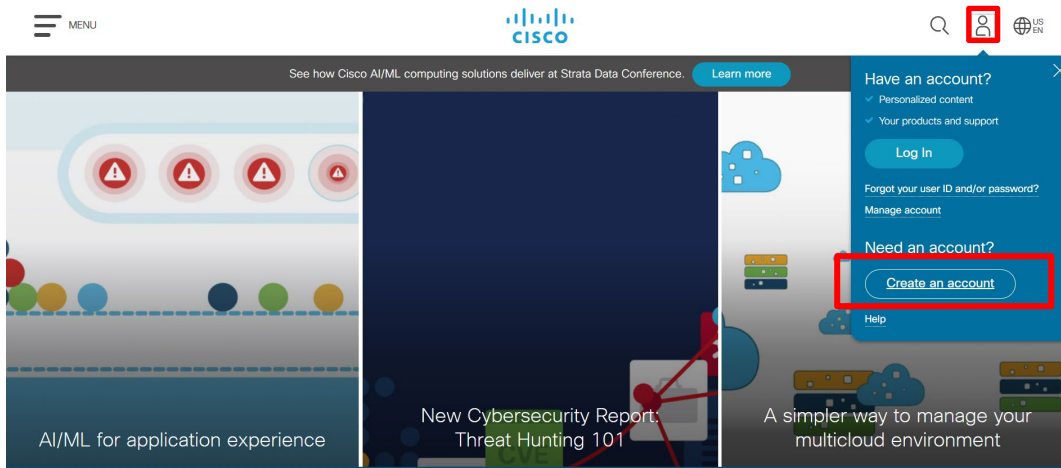 MENU
CISCO
US
EN
See how Cisco AI/ML computing solutions deliver at Strata Data Conference.
Learn more
Have an account?
Personalized content
Your products and support
Log In
Forgot your user ID and/or password?
Manage account
Need an account?
Create an account
Help
AI/ML for application experience
New Cybersecurity Report:
Threat Hunting 101
CVE
A simpler way to manage your
multicloud environment